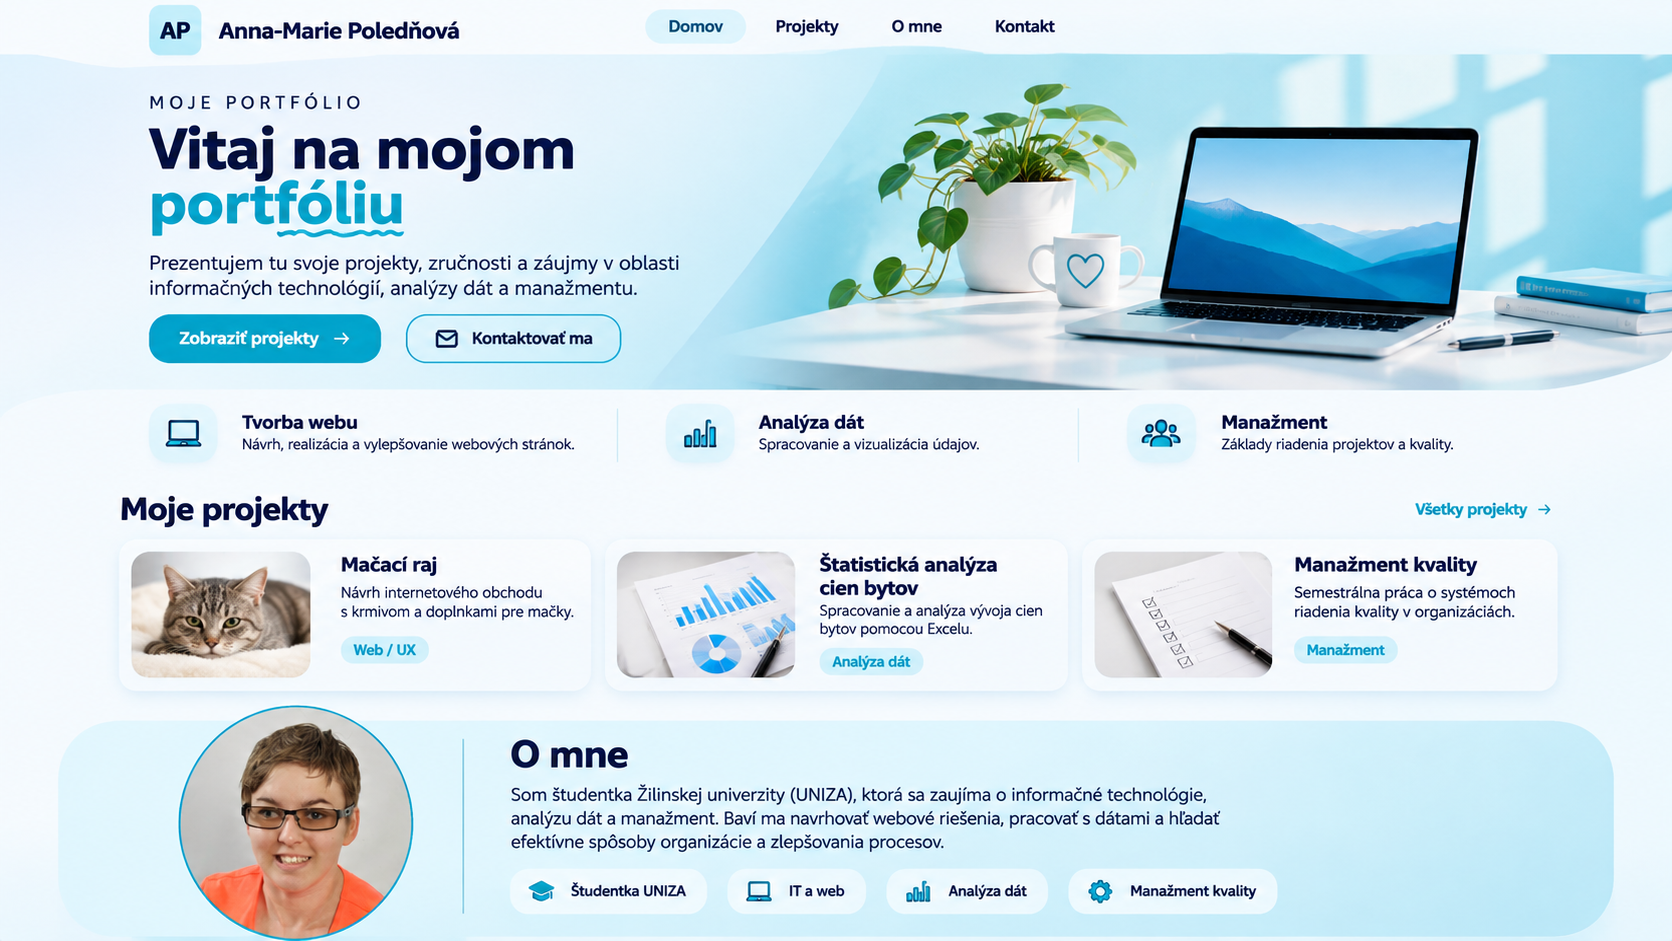 AP
Anna-Marie Poledňová
Domov
Projekty
O mne
Kontakt
MOJE PORTFÓLIO
Vitaj na mojom
portfóliu
Prezentujem tu svoje projekty, zručnosti a záujmy v oblasti
informačných technológií, analýzy dát a manažmentu.
Zobraziť projekty →
Kontaktovať ma
Tvorba webu
Návrh, realizácia a vylepšovanie webových stránok.
Analýza dát
Spracovanie a vizualizácia údajov.
Manažment
Základy riadenia projektov a kvality.
Moje projekty
Všetky projekty →
Mačací raj
Návrh internetového obchodu
s krmivom a doplnkami pre mačky.
Web / UX
Štatistická analýza
cien bytov
Spracovanie a analýza vývoja cien
bytov pomocou Excelu.
Analýza dát
Manažment kvality
Semestrálna práca o systémoch
riadenia kvality v organizáciách.
Manažment
O mne
Som študentka Žilinskej univerzity (UNIZA), ktorá sa zaujíma o informačné technológie,
analýzu dát a manažment. Baví ma navrhovať webové riešenia, pracovať s dátami a hľadať
efektívne spôsoby organizácie a zlepšovania procesov.
Študentka UNIZA
IT a web
Analýza dát
Manažment kvality